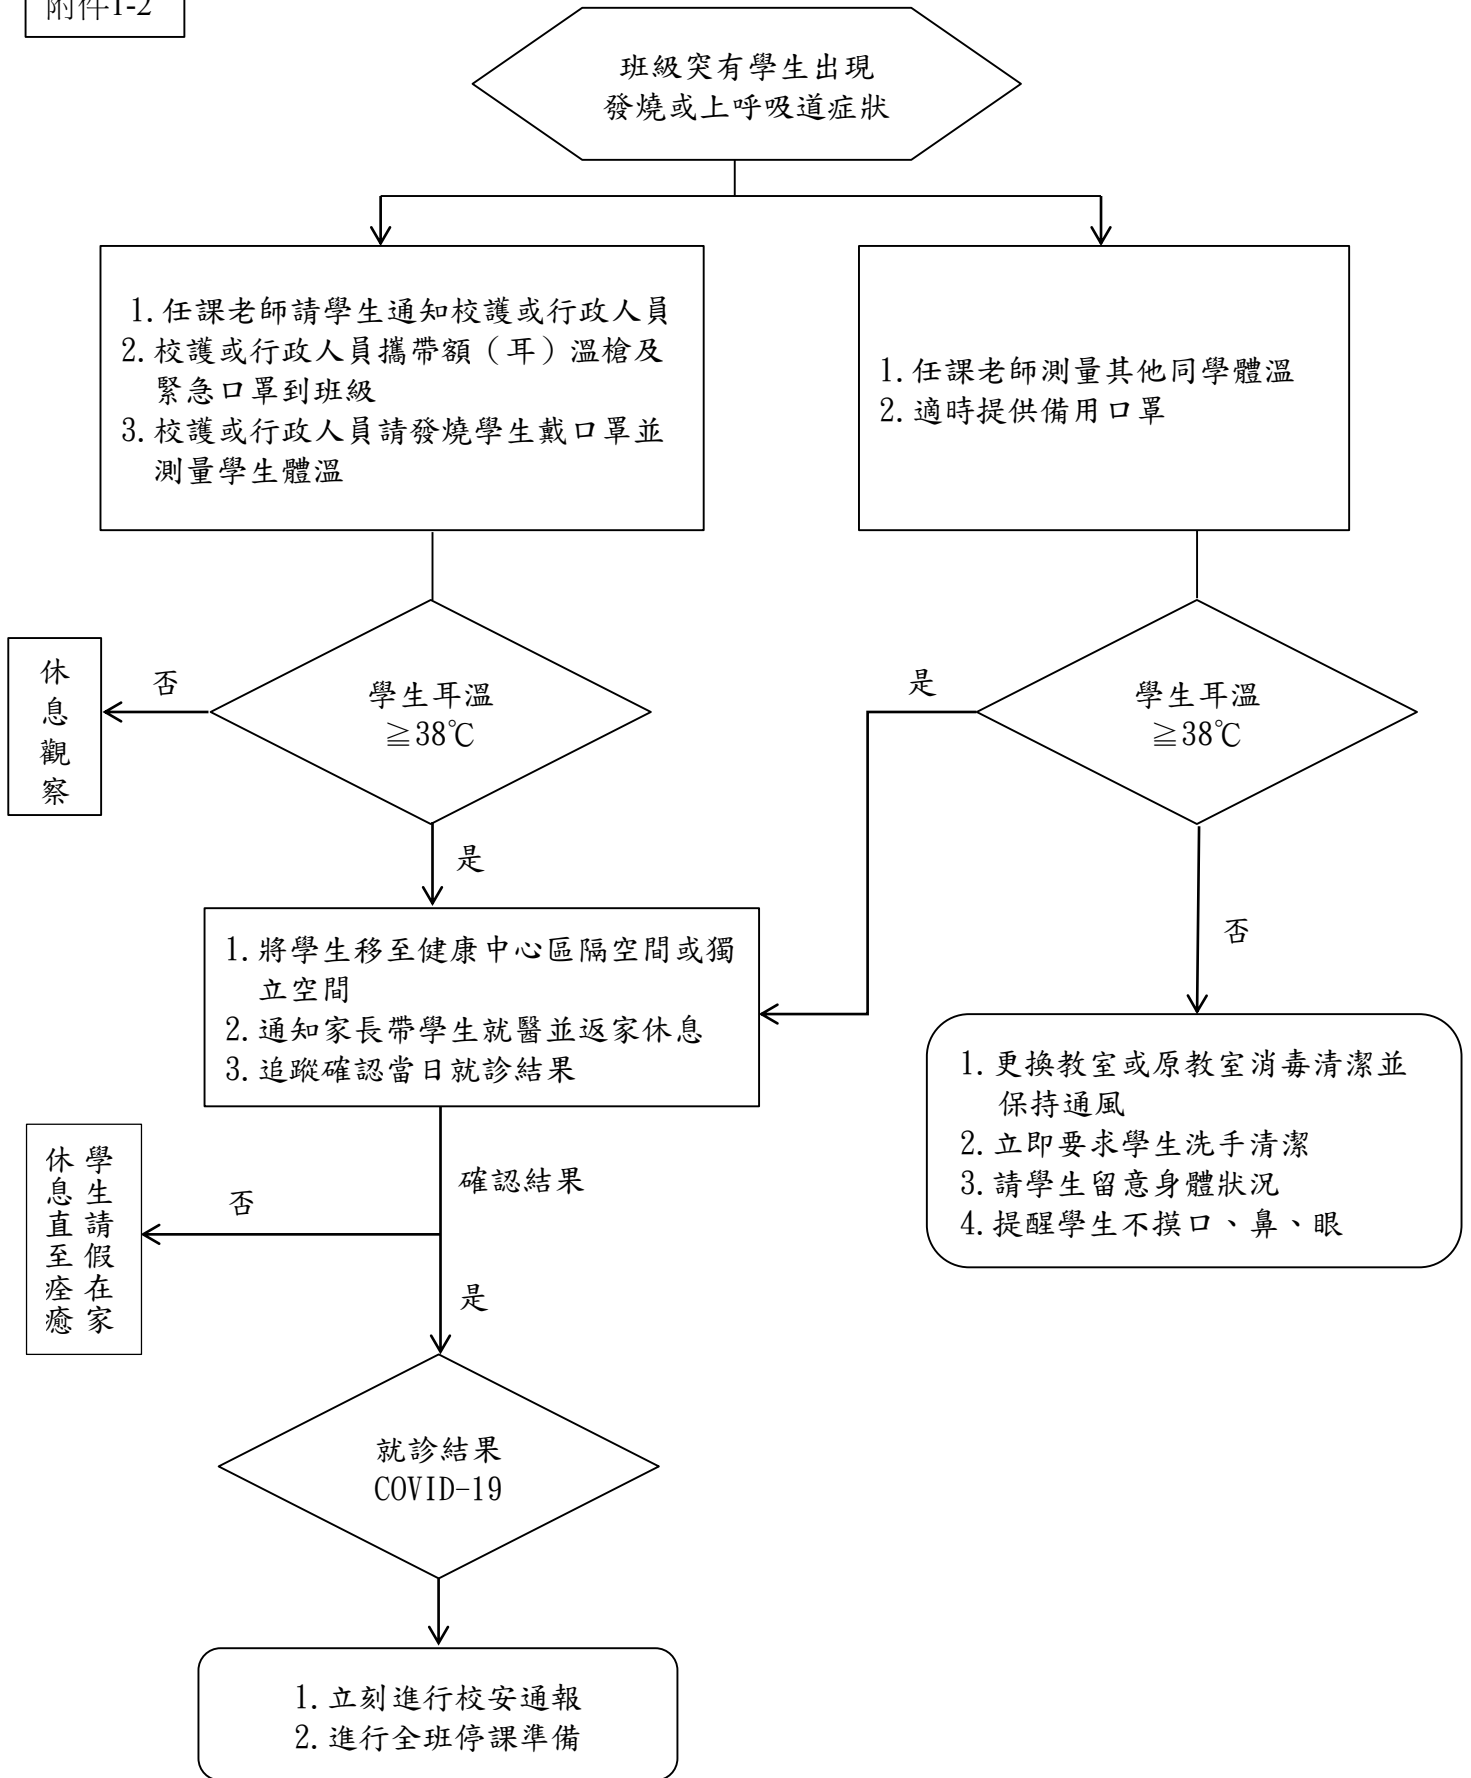 附件1-2
班級突有學生出現
發燒或上呼吸道症狀
1.任課老師請學生通知校護或行政人員
2.校護或行政人員攜帶額（耳）溫槍及
緊急口罩到班級
3.校護或行政人員請發燒學生戴口罩並
測量學生體溫
1.任課老師測量其他同學體溫
2.適時提供備用口罩
學生耳溫
≧38℃
否
休息觀察
是
學生耳溫
≧38℃
是
否
1.將學生移至健康中心區隔空間或獨
立空間
2.通知家長帶學生就醫並返家休息
3.追蹤確認當日就診結果
1.更換教室或原教室消毒清潔並
保持通風
2.立即要求學生洗手清潔
3.請學生留意身體狀況
4.提醒學生不摸口、鼻、眼
確認結果
否
學生請假在家
休息直至痊癒
是
就診結果
COVID-19
1.立刻進行校安通報
2.進行全班停課準備